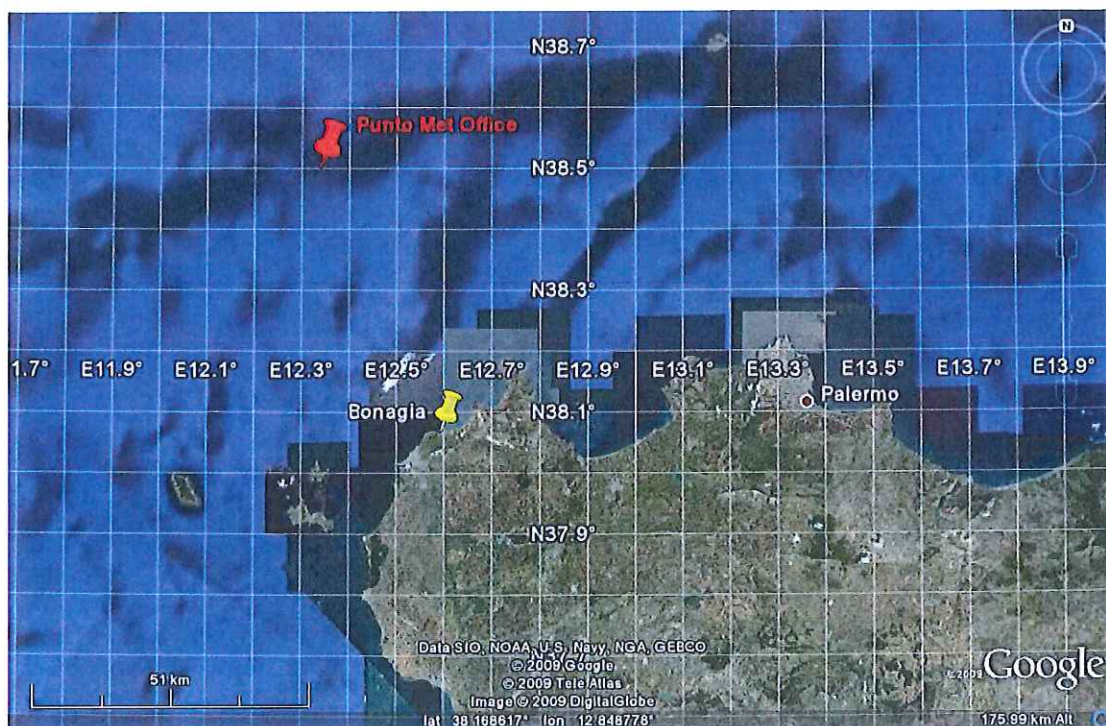 N
N38.7°
Punto Met Office
N38.5°
N38.3°
1.7° E11.9° E12.1° E12.3° E12.5° E12.7° E12.9° E13.1° E13.3° E13.5° E13.7° E13.9°
Bonagia
N38.1°
Palermo
N37.9°
Data SIO, NOAA, U.S. Navy, NGA, GEBCO
© 2009 Google
© 2009 Tele Atlas
Image © 2009 DigitalGlobe
©2009 Google
51 km
lat 38.168617° lon 12.848778°
175.99 km Alt